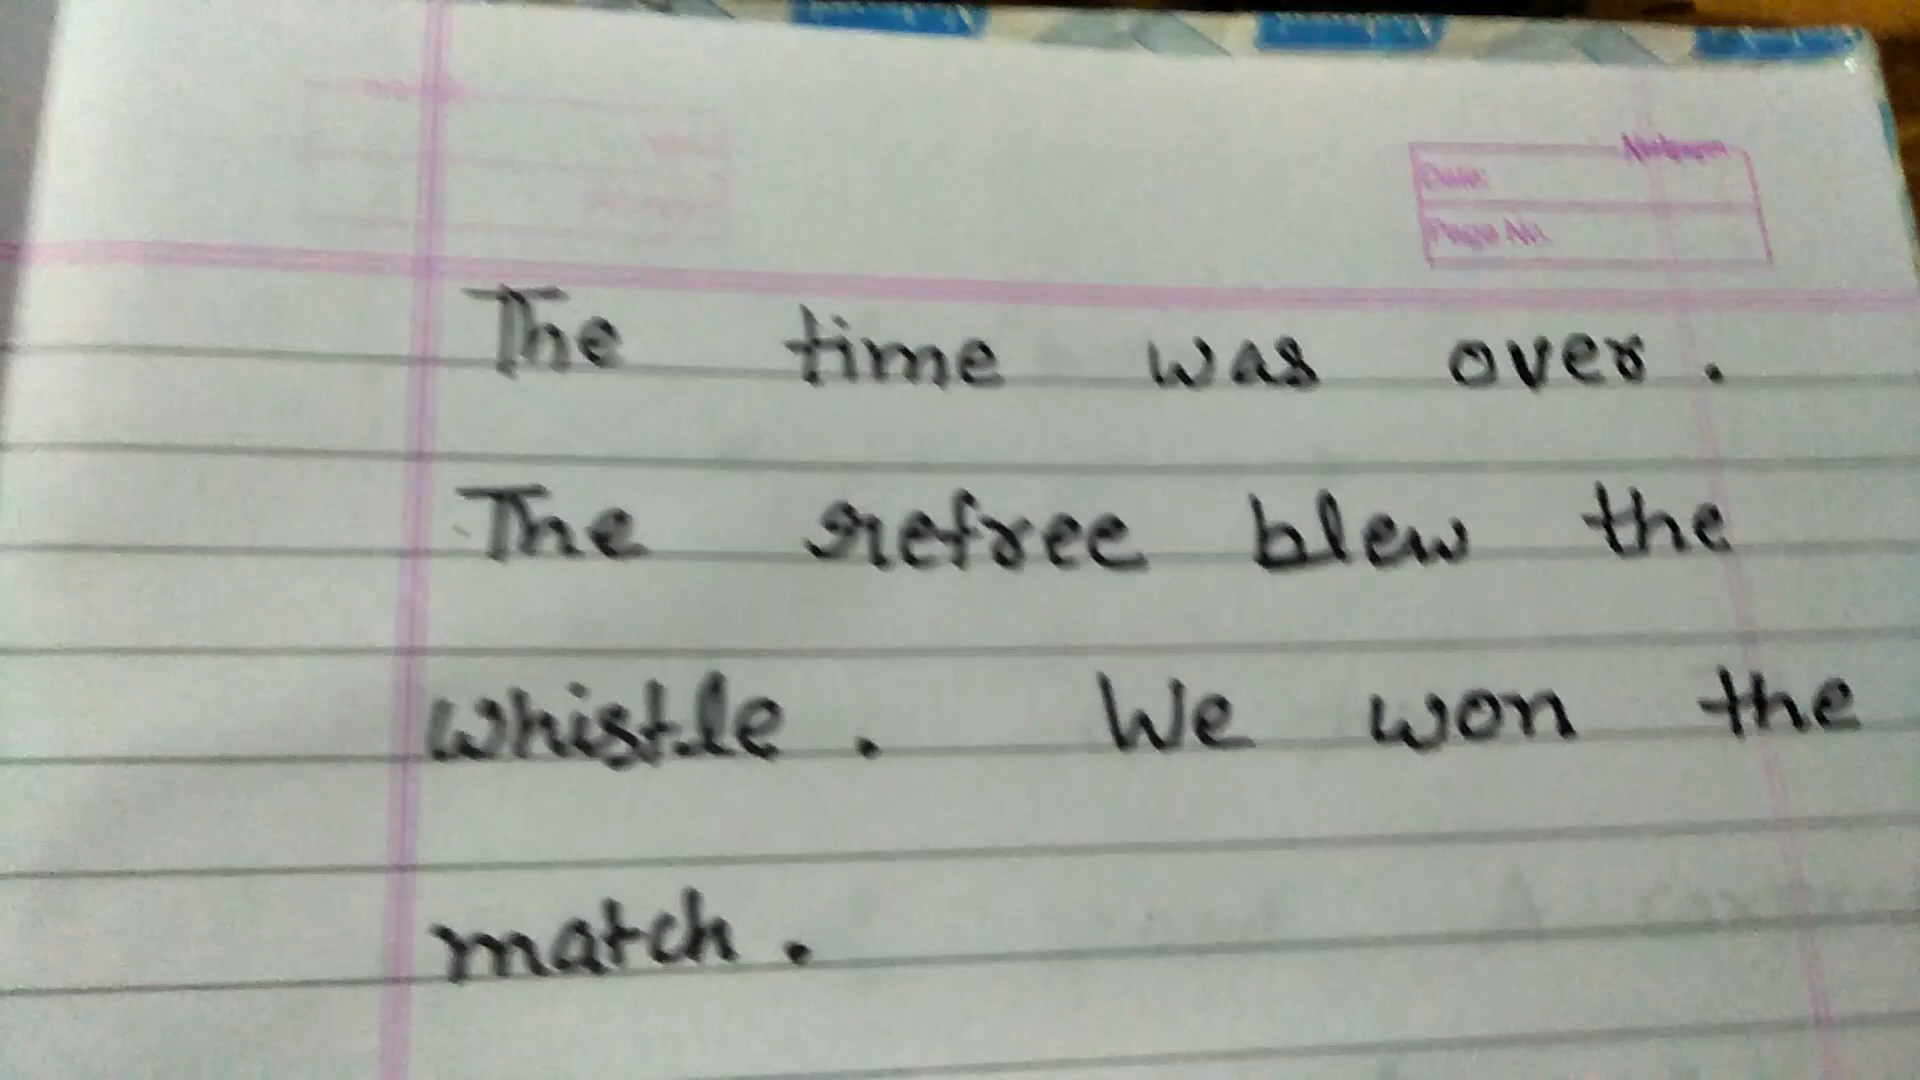 Date:
Page No.
The time was over.
The refree blew the
whistle. We won the
match.